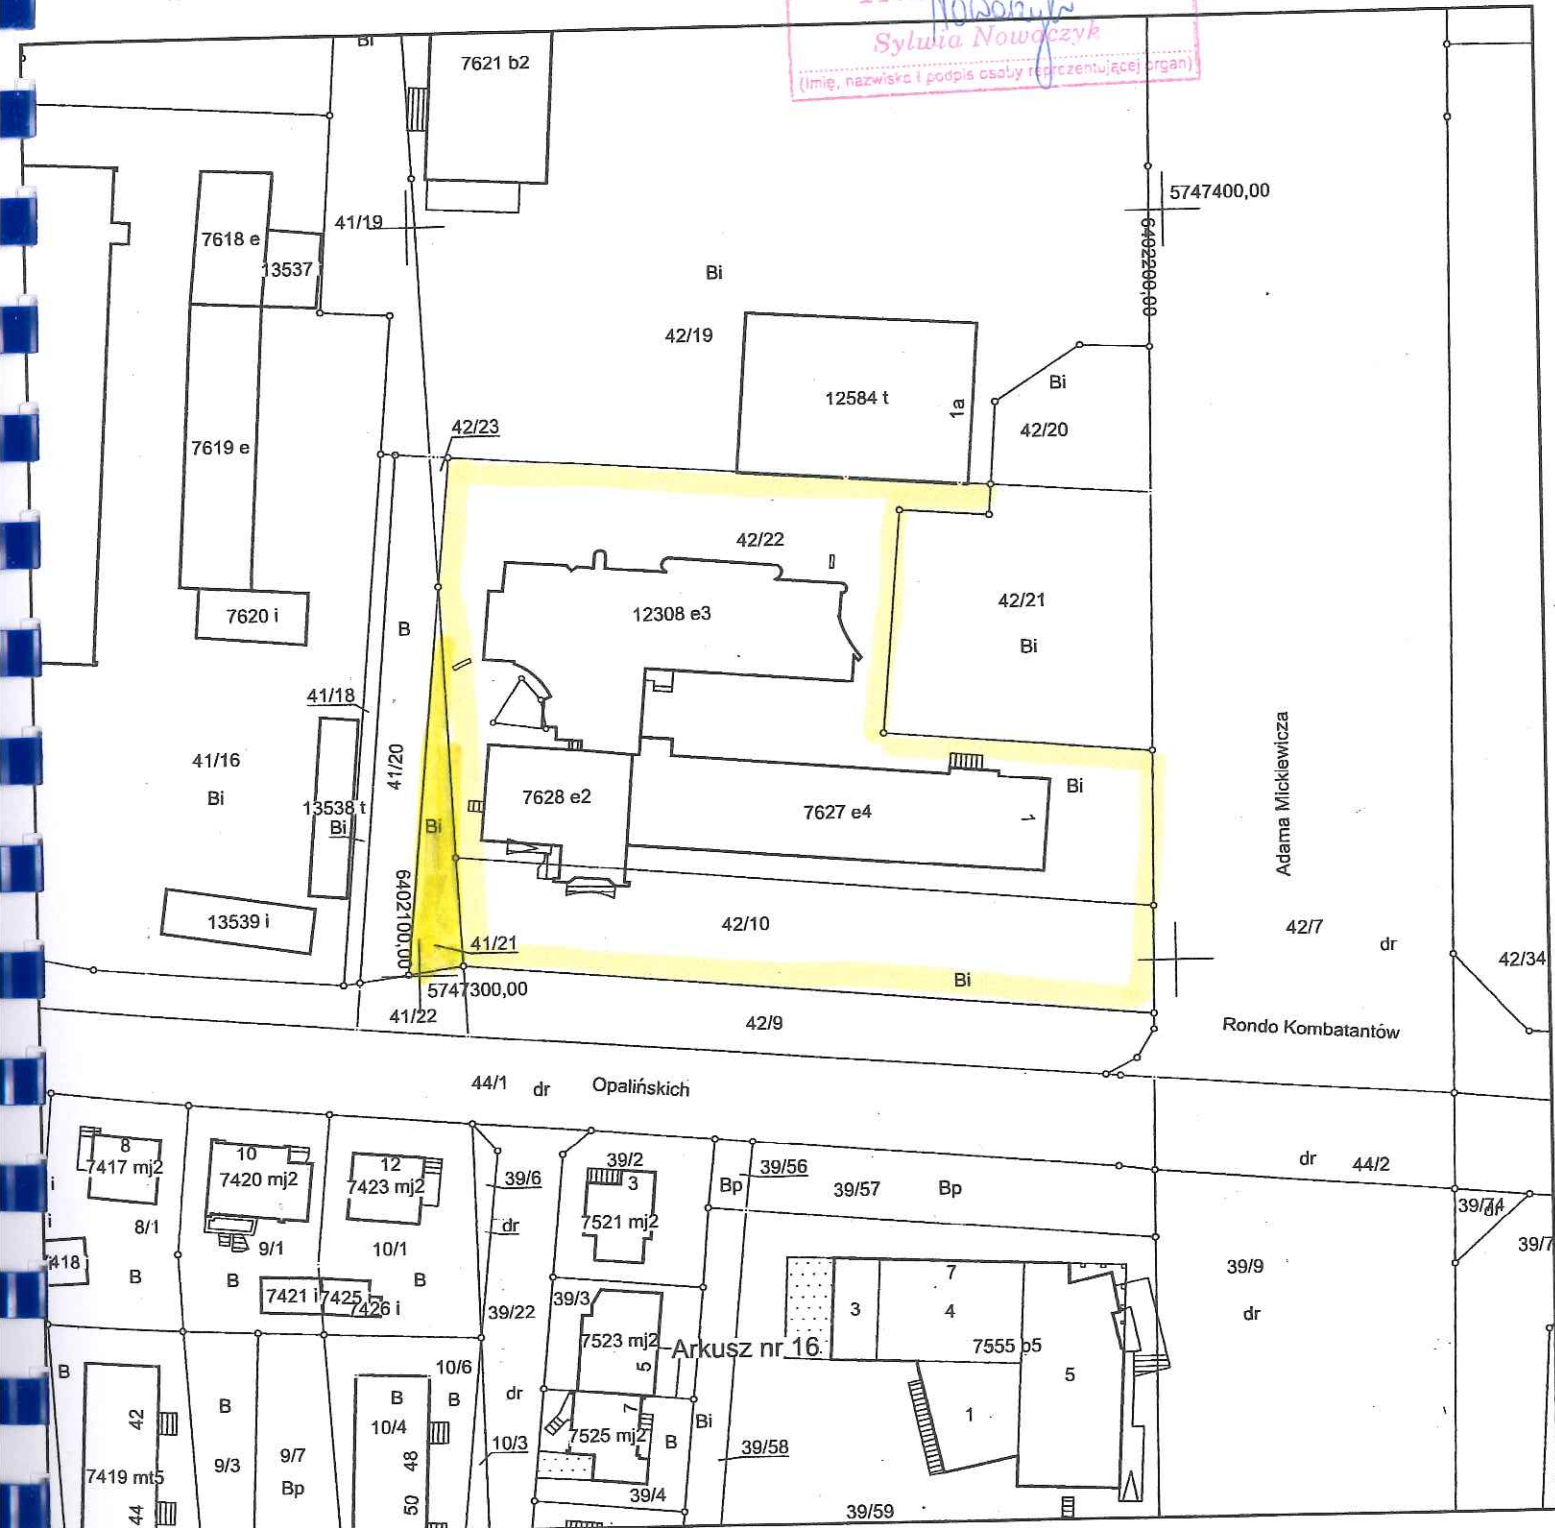 Nowaczyk
Sylwia Nowaczyk
(imię, nazwisko i podpis osoby reprezentującej organ)
Bi
7621 b2
5747400,00
41/19
7618 e
6402200,00
13537
Bi
42/19
Bi
12584 t
1a
42/20
42/23
7619 e
42/22
42/21
7620 i
12308 e3
B
Bi
41/18
41/20
Adama Mickiewicza
41/16
Bi
Bi
7628 e2
7627 e4
1
13538 t
Bi
Bi
6402100,00
13539 i
42/10
42/7
dr
41/21
42/34
Bi
5747300,00
41/22
42/9
Rondo Kombatantów
44/1
dr
Opalińskich
8
7417 mj2
10
7420 mj2
12
7423 mj2
39/6
39/2
3
39/56
Bp
39/57
Bp
dr
44/2
39/74
dr
i
i
8/1
9/1
10/1
dr
7521 mj2
39/7
418
B
B
B
39/9
7421 i
7425
7426 i
39/22
39/3
3
7
4
dr
7523 mj2
5
Arkusz nr 16
7555 b5
B
10/6
5
B
B
B
dr
42
10/4
7
Bi
1
7525 mj2
B
10/3
39/58
9/3
9/7
48
7419 mt5
Bp
39/4
44
50
39/59